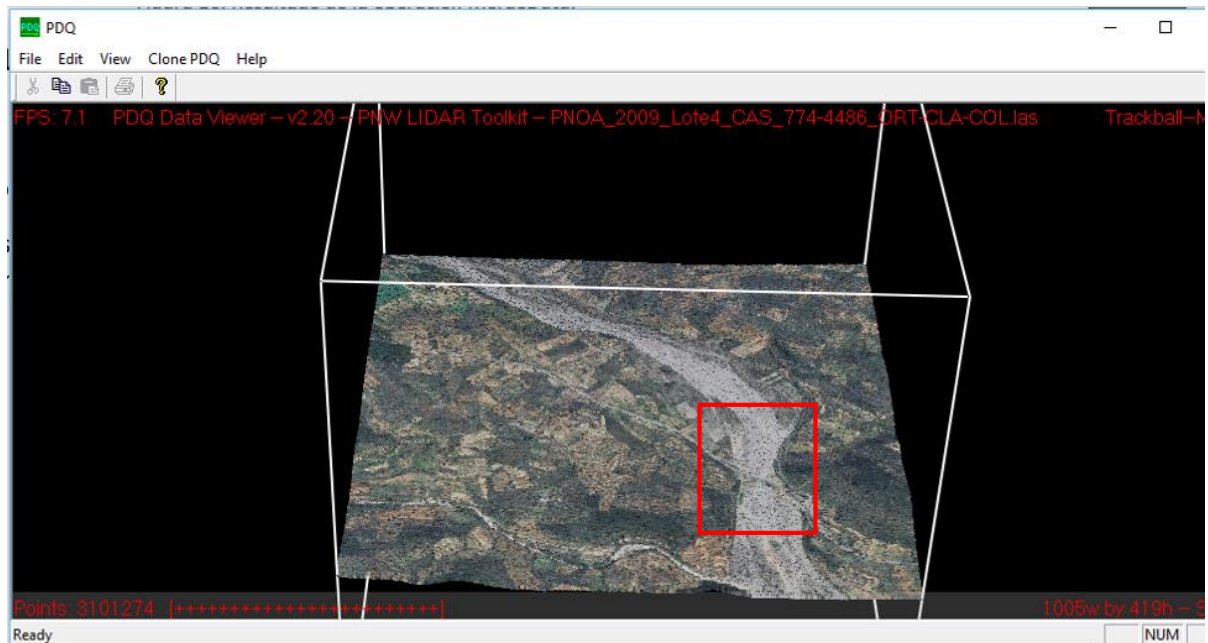 PDQ
File Edit View Clone PDQ Help
FPS: 7.1 PDQ Data Viewer – v2.20 – PNW LIDAR Toolkit – PNOA_2009_Lote4_CAS_774-4486_ORT-CLA-COL.las Trackball–M
Points: 3101274 [++++++++++++++++++++++++] 1005w by 419h – S
Ready NUM